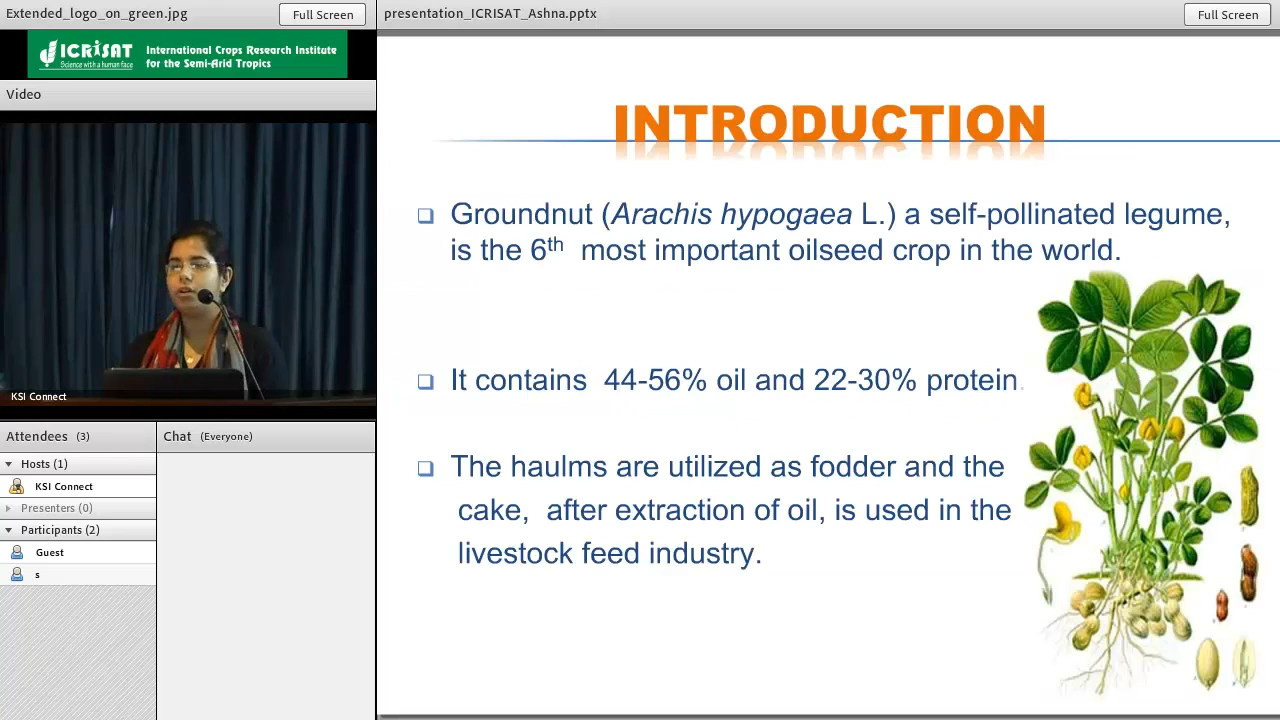 Extended_logo_on_green.jpg
Full Screen
presentation_ICRISAT_Ashna.pptx
Full Screen
ICRISAT
Science with a human face
International Crops Research Institute
for the Semi-Arid Tropics
Video
KSI Connect
Attendees (3)
Hosts (1)
KSI Connect
Presenters (0)
Participants (2)
Guest
s
Chat (Everyone)
INTRODUCTION
Groundnut (Arachis hypogaea L.) a self-pollinated legume,
is the 6th most important oilseed crop in the world.
It contains 44-56% oil and 22-30% protein.
The haulms are utilized as fodder and the
cake, after extraction of oil, is used in the
livestock feed industry.